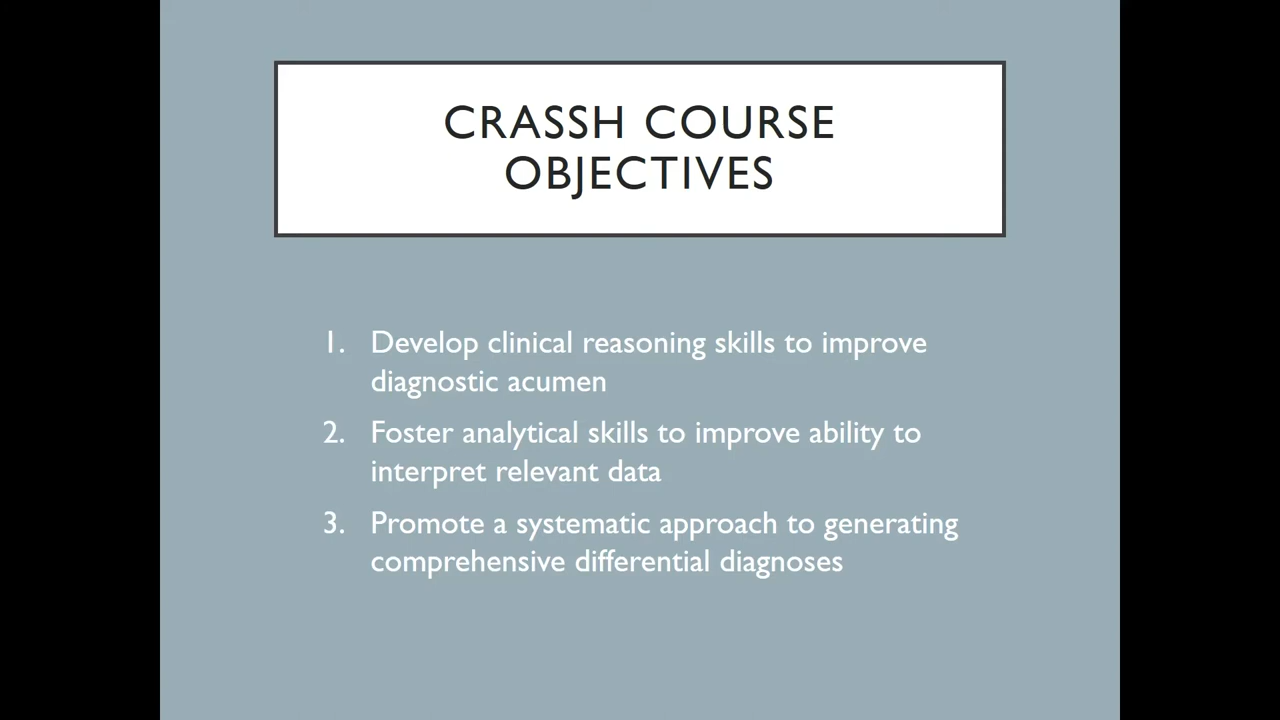 CRASSH COURSE
OBJECTIVES
1. Develop clinical reasoning skills to improve
diagnostic acumen
2. Foster analytical skills to improve ability to
interpret relevant data
3. Promote a systematic approach to generating
comprehensive differential diagnoses